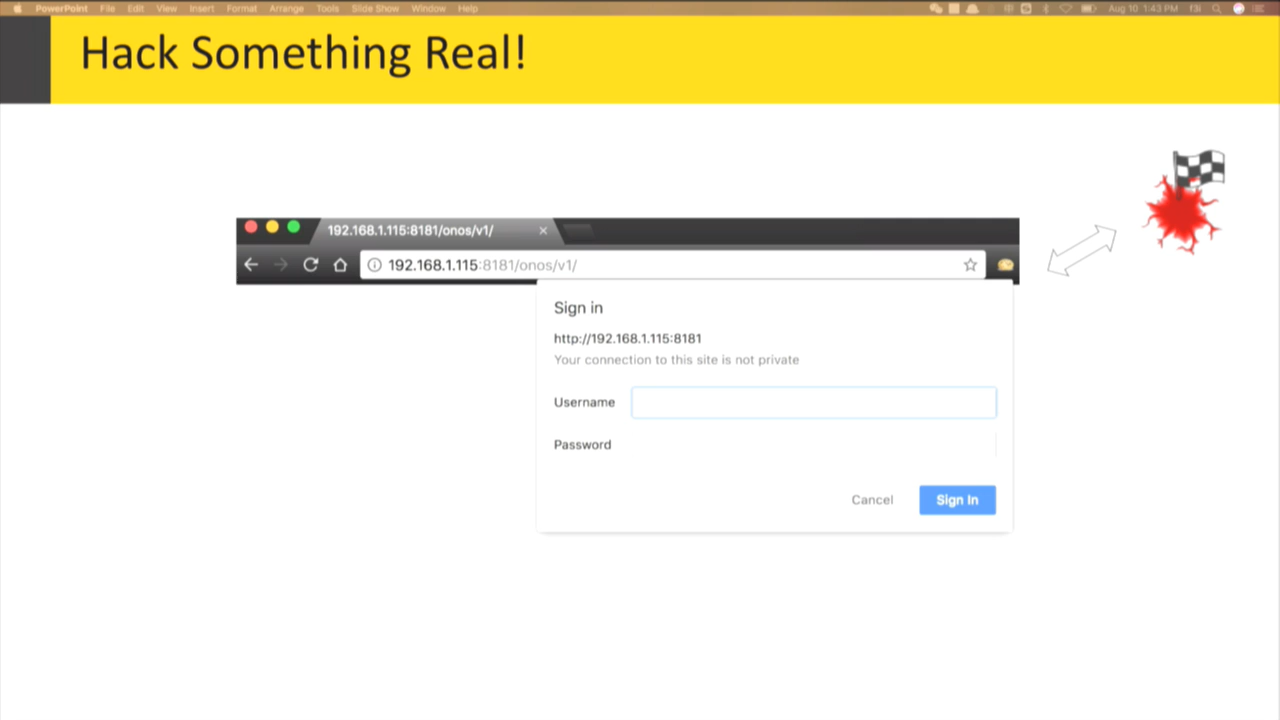 PowerPoint File Edit View Insert Format Arrange Tools Slide Show Window Help Aug 10 1:43 PM
Hack Something Real!
192.168.1.115:8181/onos/v1/
192.168.1.115:8181/onos/v1/
Sign in
http://192.168.1.115:8181
Your connection to this site is not private
Username
Password
Cancel Sign In